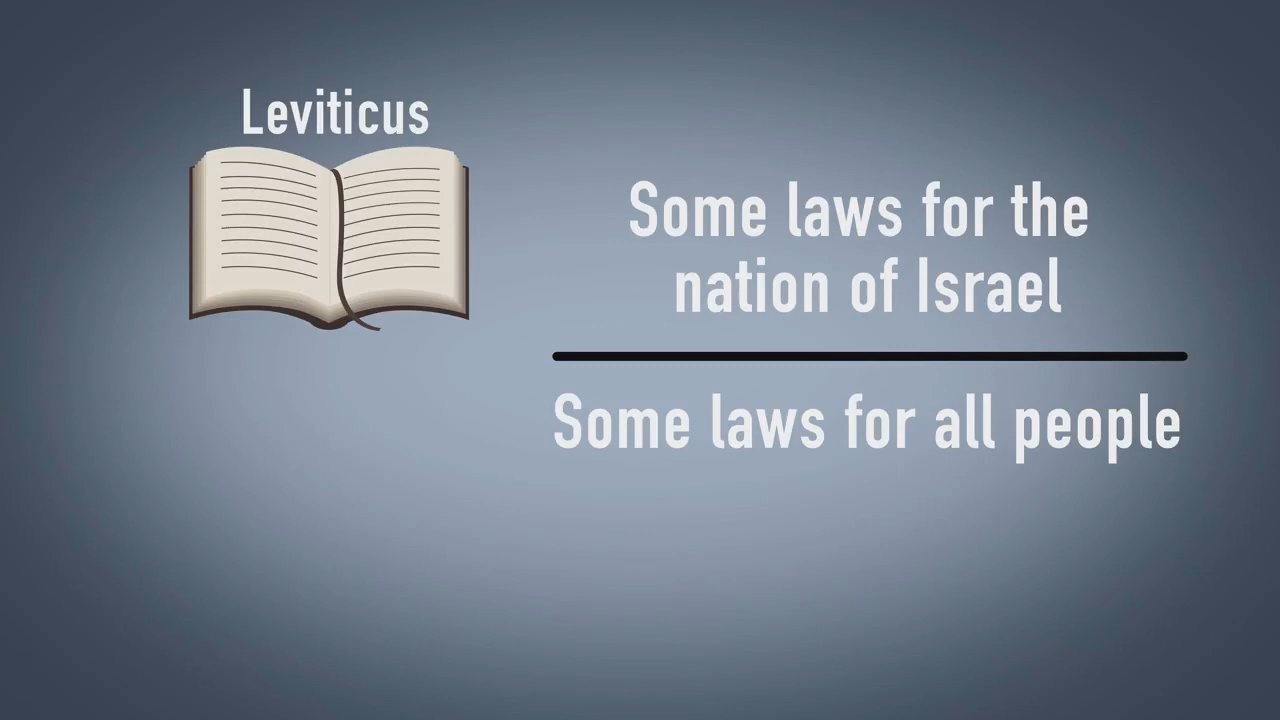 Leviticus
Some laws for the
nation of Israel
Some laws for all people